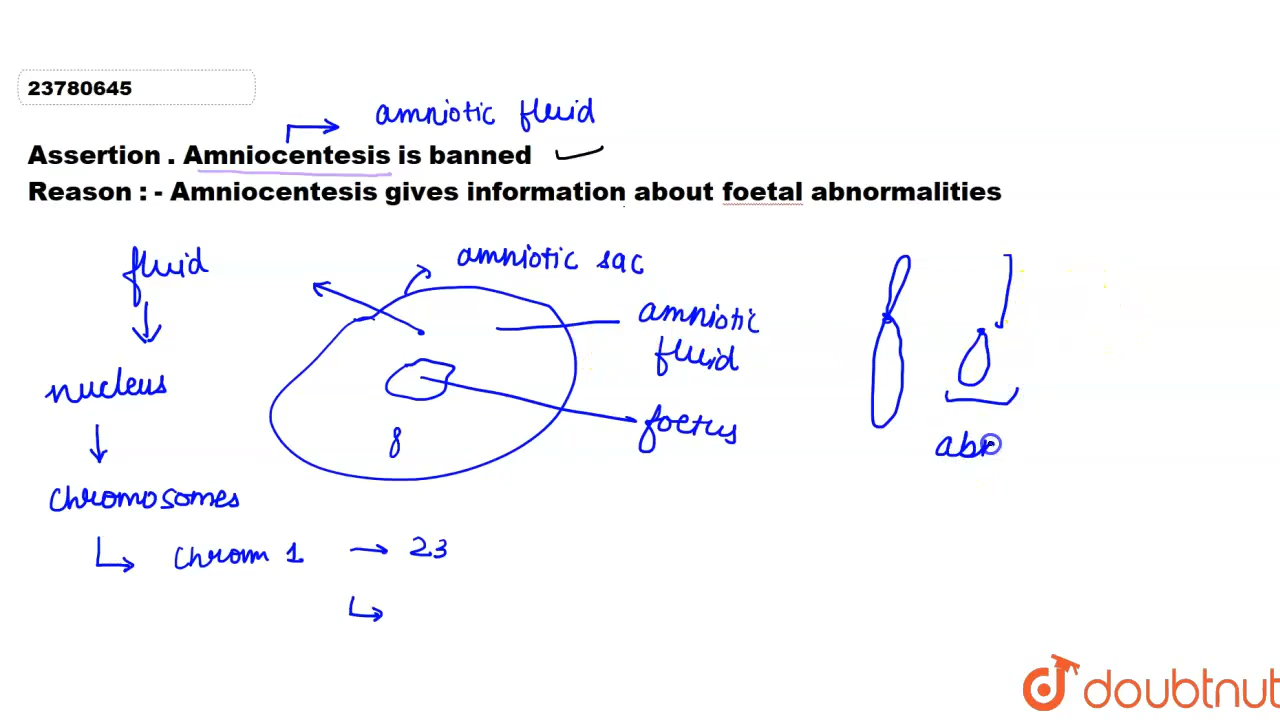 23780645
amniotic fluid
Assertion . Amniocentesis is banned
Reason : - Amniocentesis gives information about foetal abnormalities
fluid
amniotic sac
amniotic
fluid
nucleus
foetus
abn
chromosomes
chrom 1 → 23
doubtnut